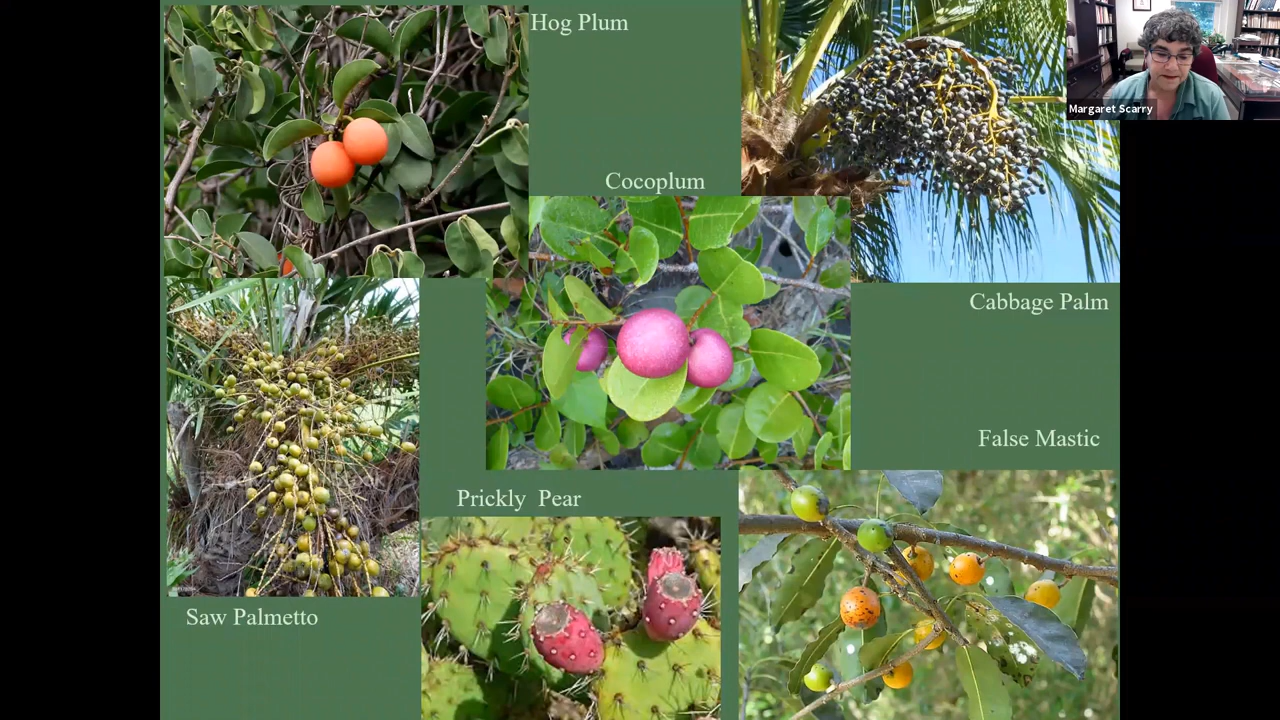 Hog Plum
Margaret Scarry
Cocoplum
Cabbage Palm
False Mastic
Prickly Pear
Saw Palmetto